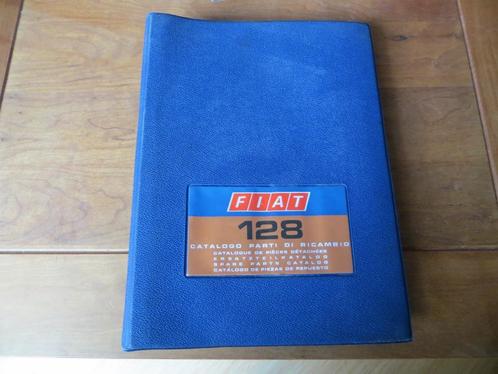 FIAT
128
CATALOGO PARTI DI RICAMBIO
CATALOGUE DE PIÈCES DÉTACHÉES
ERSATZTEILKATALOG
SPARE PARTS CATALOG
CATÁLOGO DE PIEZAS DE REPUESTO